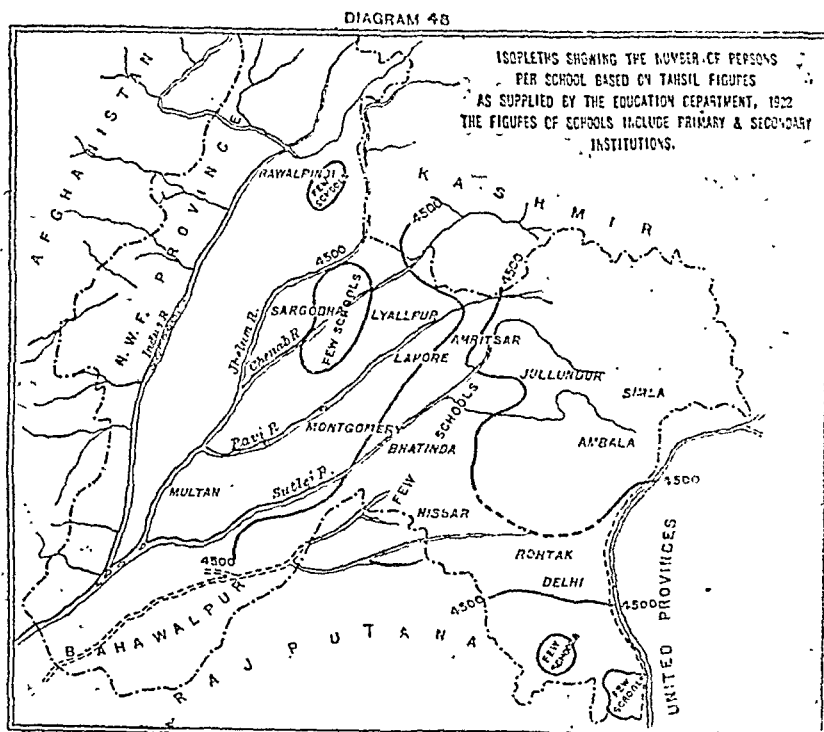 DIAGRAM 48
ISOPLETHS SHOWING THE NUMBER OF PERSONS
PER SCHOOL BASED ON TAHSIL FIGURES
AS SUPPLIED BY THE EDUCATION DEPARTMENT, 1922
THE FIGURES OF SCHOOLS INCLUDE PRIMARY & SECONDARY
INSTITUTIONS.
AFGHANISTAN
N.W.F. PROVINCE
KASHMIR
RAWALPINDI
FEW
SCHOOLS
4500
4500
4500
SARGODHA
FEW SCHOOLS
LYALLPUR
AMRITSAR
LAHORE
Indus R.
Jhelum R.
Chenab R.
JULLUNDUR
SIMLA
SCHOOLS
Ravi R.
MONTGOMERY
BHATINDA
AMBALA
MULTAN
Sutlej R.
FEW
HISSAR
4500
ROHTAK
DELHI
4500
4500
4500
BAHAWALPUR
RAJPUTANA
UNITED PROVINCES
FEW
SCHOOLS
FEW
SCHOOLS